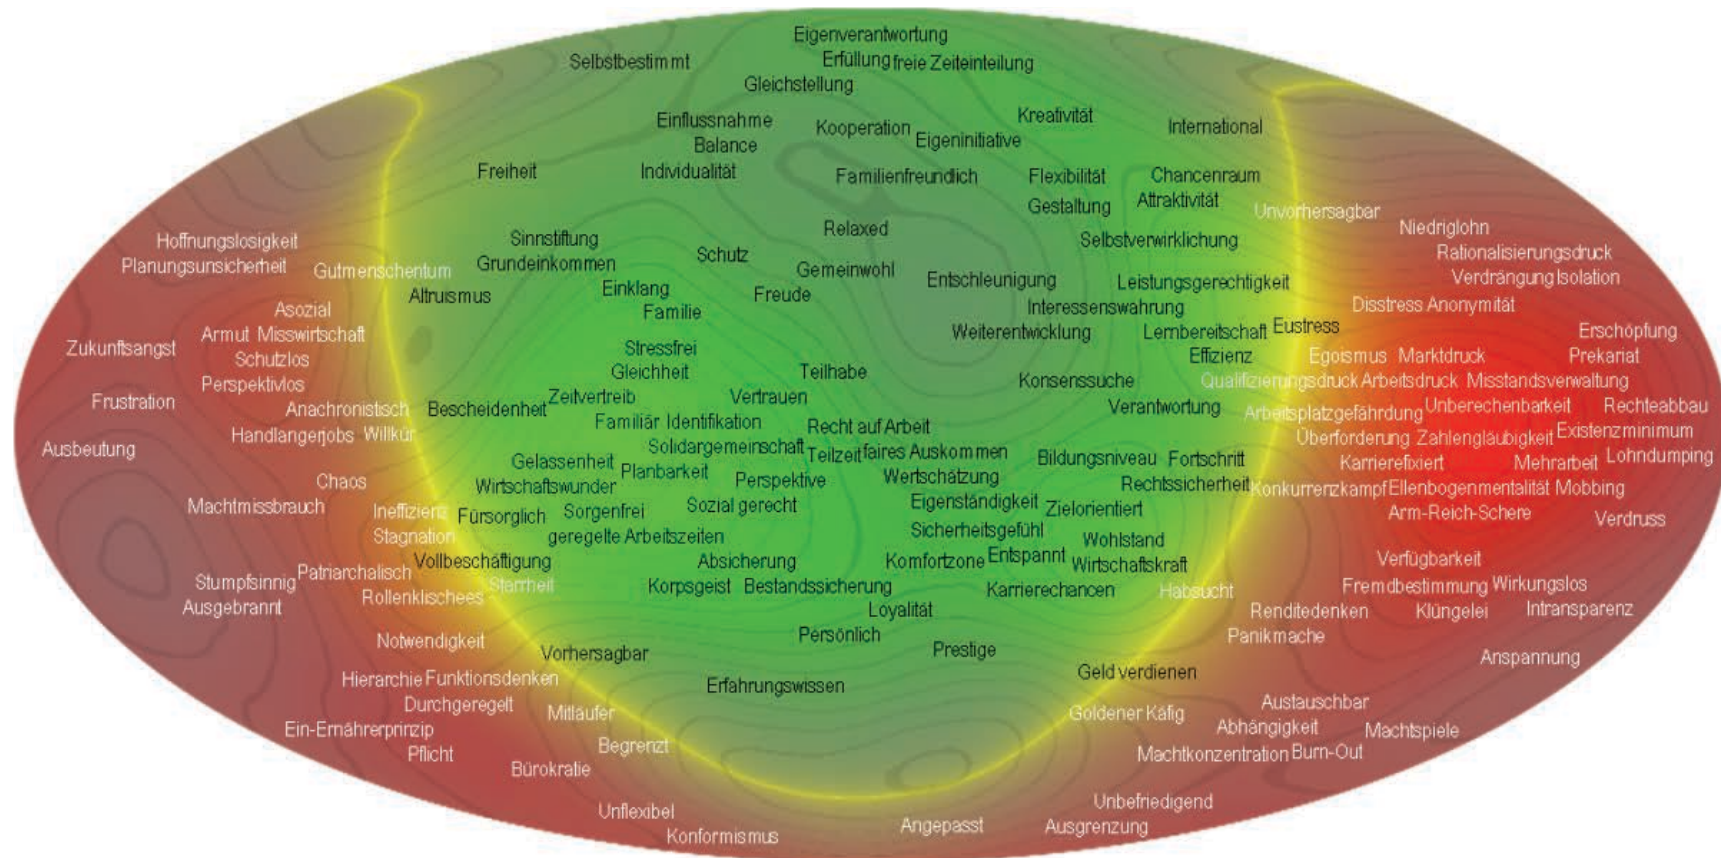 Eigenverantwortung
Selbstbestimmt
Erfüllung
freie Zeiteinteilung
Gleichstellung
Einflussnahme
Kooperation
Kreativität
International
Balance
Eigeninitiative
Freiheit
Individualität
Familienfreundlich
Flexibilität
Chancenraum
Gestaltung
Attraktivität
Unvorhersagbar
Hoffnungslosigkeit
Sinnstiftung
Relaxed
Selbstverwirklichung
Niedriglohn
Planungsunsicherheit
Gutmenschentum
Grundeinkommen
Schutz
Gemeinwohl
Rationalisierungsdruck
Altruismus
Einklang
Freude
Entschleunigung
Leistungsgerechtigkeit
Verdrängung
Isolation
Asozial
Familie
Interessenswahrung
Disstress
Anonymität
Armut
Misswirtschaft
Weiterentwicklung
Lernbereitschaft
Eustress
Erschöpfung
Zukunftsangst
Schutzlos
Stressfrei
Effizienz
Egoismus
Marktdruck
Prekariat
Perspektivlos
Gleichheit
Teilhabe
Konsenssuche
Qualifizierungsdruck
Arbeitsdruck
Misstandsverwaltung
Frustration
Anachronistisch
Bescheidenheit
Zeitvertreib
Vertrauen
Verantwortung
Arbeitsplatzgefährdung
Unberechenbarkeit
Rechteabbau
Handlangerjobs
Willkür
Familiär
Identifikation
Recht auf Arbeit
Überforderung
Zahlengläubigkeit
Existenzminimum
Ausbeutung
Solidargemeinschaft
Teilzeit
faires Auskommen
Bildungsniveau
Fortschritt
Karrierefixiert
Mehrarbeit
Lohndumping
Gelassenheit
Planbarkeit
Perspektive
Wertschätzung
Rechtssicherheit
Chaos
Wirtschaftswunder
Konkurrenzkampf
Ellenbogenmentalität
Mobbing
Machtmissbrauch
Ineffizienz
Fürsorglich
Sorgenfrei
Sozial gerecht
Eigenständigkeit
Zielorientiert
Arm-Reich-Schere
Verdruss
Stagnation
geregelte Arbeitszeiten
Sicherheitsgefühl
Wohlstand
Vollbeschäftigung
Absicherung
Komfortzone
Entspannt
Wirtschaftskraft
Verfügbarkeit
Stumpfsinnig
Patriarchalisch
Starrheit
Korpsgeist
Bestandssicherung
Karrierechancen
Habsucht
Fremdbestimmung
Wirkungslos
Ausgebrannt
Rollenklischees
Loyalität
Renditedenken
Klüngelei
Intransparenz
Notwendigkeit
Vorhersagbar
Persönlich
Prestige
Panikmache
Anspannung
Hierarchie
Funktionsdenken
Erfahrungswissen
Geld verdienen
Durchgeregelt
Mitläufer
Goldener Käfig
Austauschbar
Ein-Ernährerprinzip
Abhängigkeit
Machtspiele
Pflicht
Begrenzt
Machtkonzentration
Burn-Out
Bürokratie
Unflexibel
Unbefriedigend
Konformismus
Angepasst
Ausgrenzung